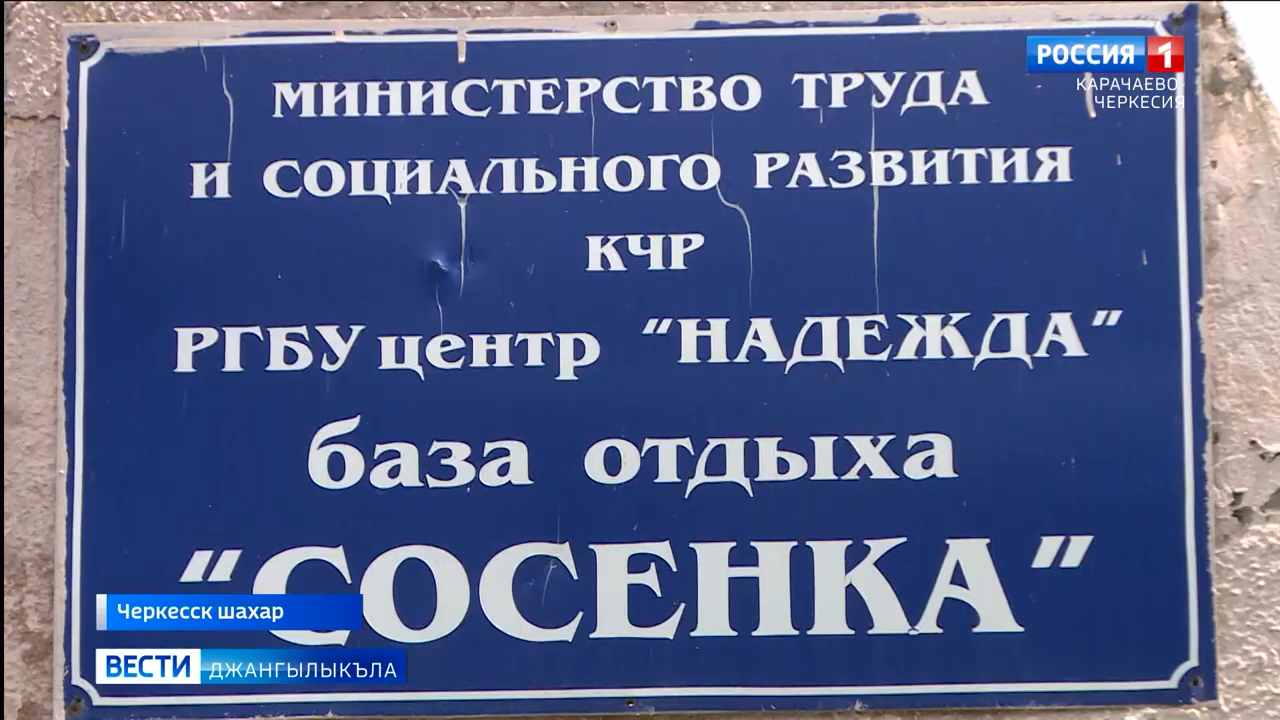 РОССИЯ 1
КАРАЧАЕВО-
ЧЕРКЕСИЯ
МИНИСТЕРСТВО ТРУДА
И СОЦИАЛЬНОГО РАЗВИТИЯ
КЧР
РГБУ центр "НАДЕЖДА"
база отдыха
"СОСЕНКА"
Черкесск шахар
ВЕСТИ ДЖАНГЫЛЫКЪЛА